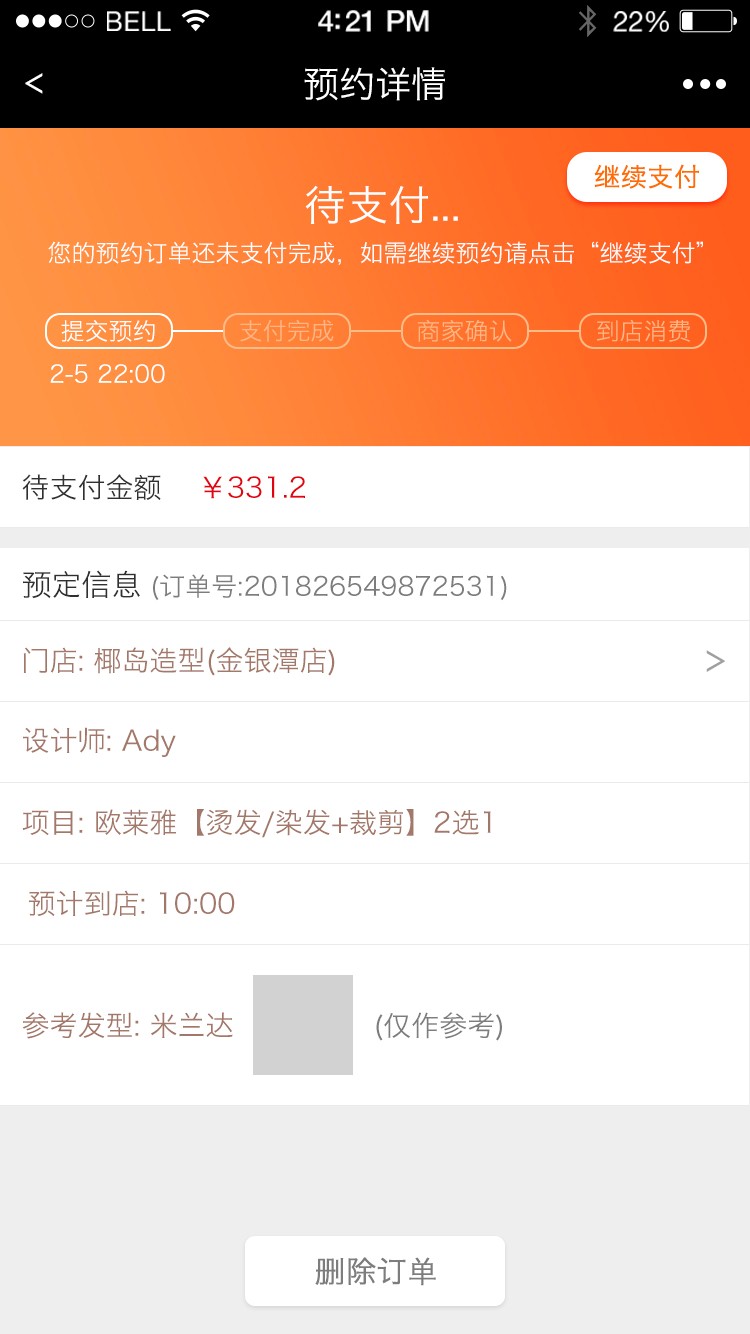 BELL 4:21 PM 22%
< 预约详情
继续支付
待支付...
您的预约订单还未支付完成，如需继续预约请点击“继续支付”
提交预约 支付完成 商家确认 到店消费
2-5 22:00
待支付金额 ￥331.2
预定信息 (订单号:201826549872531)
门店: 椰岛造型(金银潭店) >
设计师: Ady
项目: 欧莱雅【烫发/染发+裁剪】2选1
预计到店: 10:00
参考发型: 米兰达 (仅作参考)
删除订单